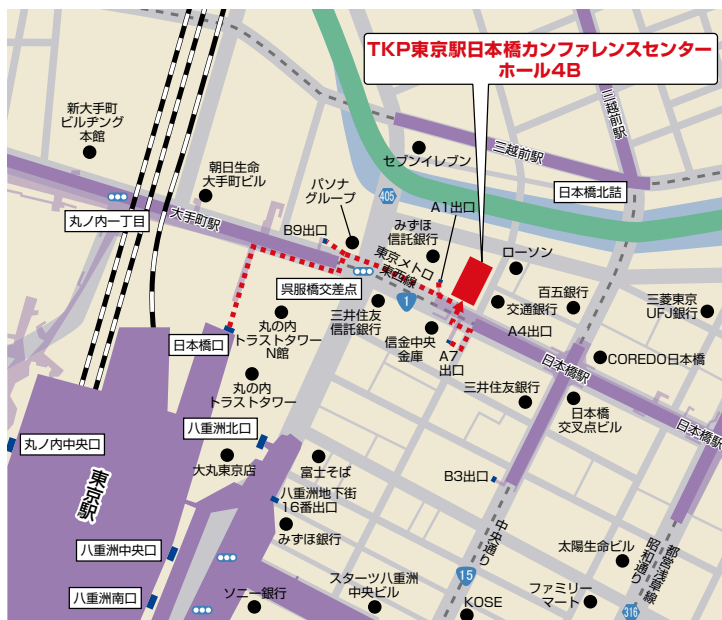 TKP東京駅日本橋カンファレンスセンター
ホール4B
新大手町
ビルヂング
本館
朝日生命
大手町ビル
パソナ
グループ
セブンイレブン
三越前駅
三越前駅
日本橋北詰
405
丸ノ内一丁目
大手町駅
B9出口
みずほ
信託銀行
A1出口
東京メトロ
東西線
ローソン
呉服橋交差点
1
三井住友
信託銀行
信金中央
金庫
交通銀行
百五銀行
三菱東京
UFJ銀行
A4出口
A7
出口
日本橋口
丸の内
トラストタワー
N館
丸の内
トラストタワー
日本橋駅
COREDO日本橋
三井住友銀行
日本橋
交叉点ビル
日本橋駅
丸ノ内中央口
八重洲北口
大丸東京店
富士そば
B3出口
東京駅
八重洲地下街
16番出口
みずほ銀行
中央通り
八重洲中央口
太陽生命ビル
都営浅草線
昭和通り
八重洲南口
ソニー銀行
スターツ八重洲
中央ビル
15
KOSE
ファミリー
マート
316